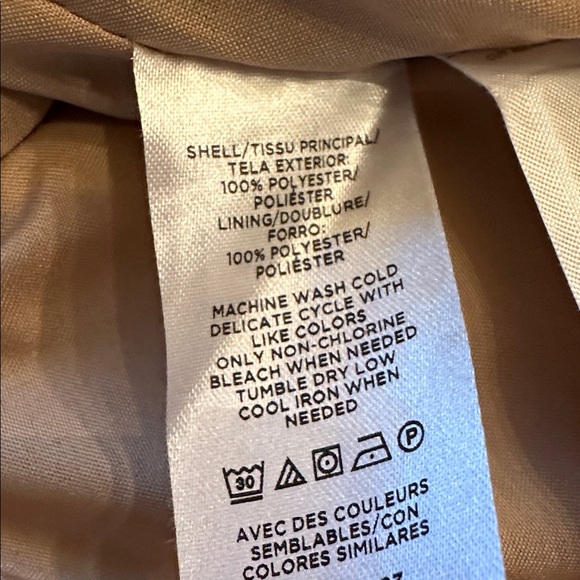 SHELL/TISSU PRINCIPAL/
TELA EXTERIOR:
100% POLYESTER/
POLIÉSTER
LINING/DOUBLURE/
FORRO:
100% POLYESTER/
POLIÉSTER
MACHINE WASH COLD
DELICATE CYCLE WITH
LIKE COLORS
ONLY NON-CHLORINE
BLEACH WHEN NEEDED
TUMBLE DRY LOW
COOL IRON WHEN
NEEDED
30 P
AVEC DES COULEURS
SEMBLABLES/CON
COLORES SIMILARES